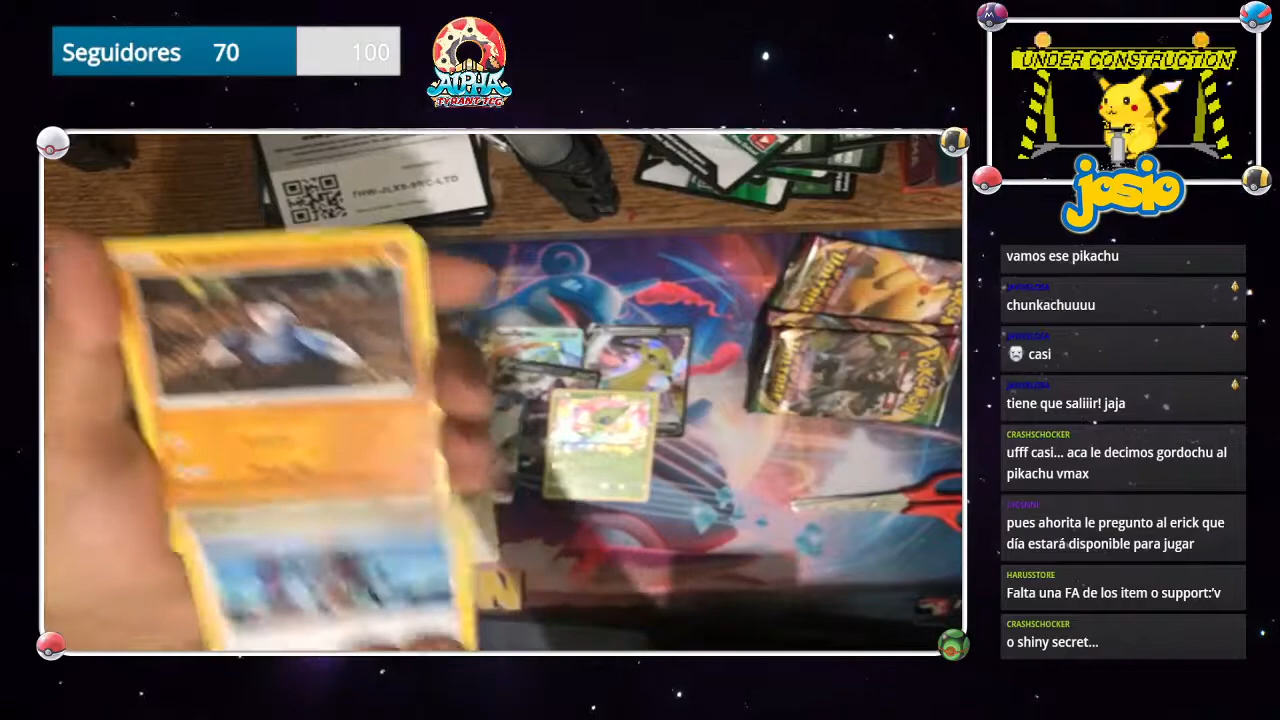 Seguidores 70 100
ALPHA
UNDER CONSTRUCTION
josio
vamos ese pikachu
chunkachuuuu
casi
tiene que saliiir! jaja
CRASHSCHOCKER
ufff casi... aca le decimos gordochu al
pikachu vmax
pues ahorita le pregunto al erick que
día estará disponible para jugar
HARUSSTORE
Falta una FA de los item o support:'v
CRASHSCHOCKER
o shiny secret...